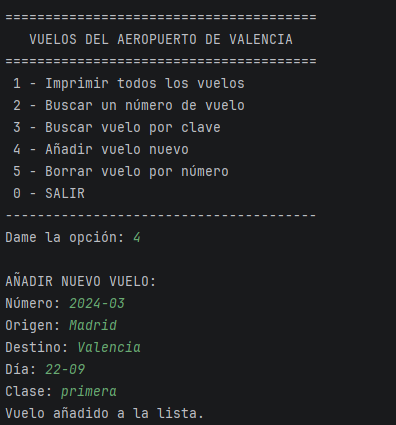 =======================================
VUELOS DEL AEROPUERTO DE VALENCIA
=======================================
1 - Imprimir todos los vuelos
2 - Buscar un número de vuelo
3 - Buscar vuelo por clave
4 - Añadir vuelo nuevo
5 - Borrar vuelo por número
0 - SALIR
---------------------------------------
Dame la opción: 4
AÑADIR NUEVO VUELO:
Número: 2024-03
Origen: Madrid
Destino: Valencia
Día: 22-09
Clase: primera
Vuelo añadido a la lista.